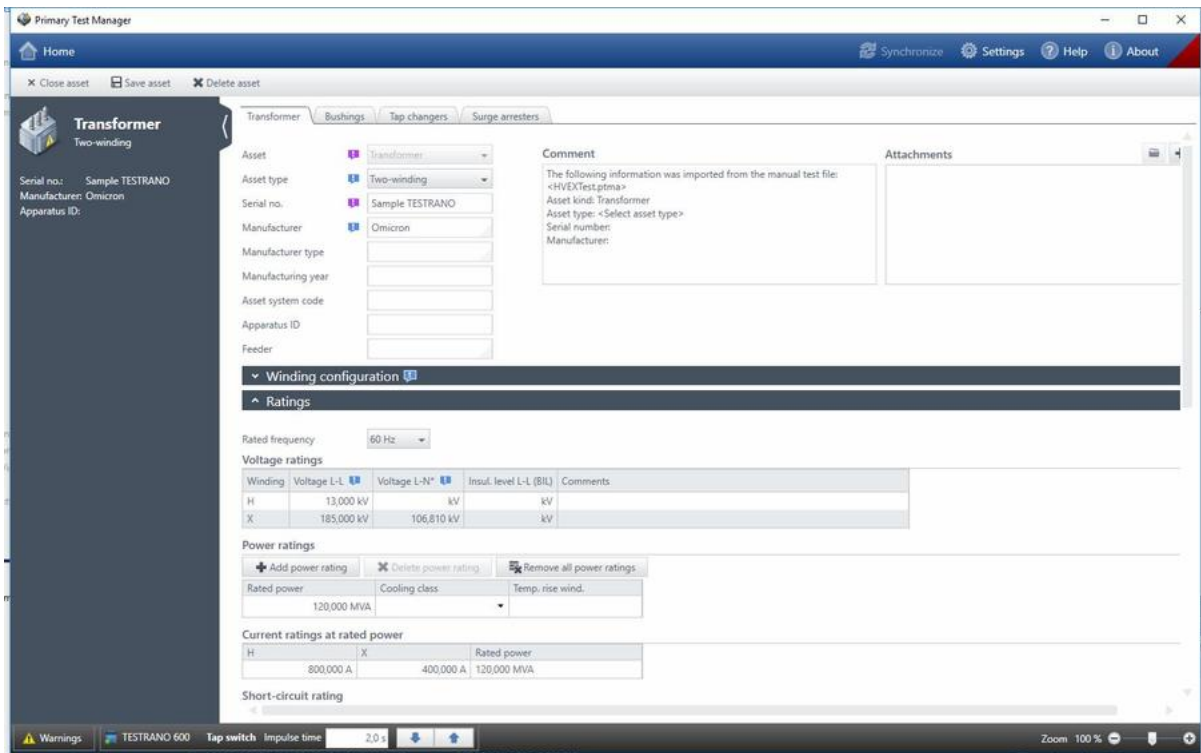 Primary Test Manager
Home
Synchronize Settings Help About
Close asset Save asset Delete asset
Transformer
Two-winding
Serial no.: Sample TESTRANO
Manufacturer: Omicron
Apparatus ID:
Transformer Bushings Tap changers Surge arresters
Asset Transformer
Asset type Two-winding
Serial no. Sample TESTRANO
Manufacturer Omicron
Manufacturer type
Manufacturing year
Asset system code
Apparatus ID
Feeder
Comment
The following information was imported from the manual test file:
<HVEXTest.ptma>
Asset kind: Transformer
Asset type: <Select asset type>
Serial number:
Manufacturer:
Attachments
Winding configuration
Ratings
Rated frequency 60 Hz
Voltage ratings
Winding Voltage L-L Voltage L-N* Insul. level L-L (BIL) Comments
H 13,000 kV kV kV
X 185,000 kV 106,810 kV kV
Power ratings
Add power rating Delete power rating Remove all power ratings
Rated power Cooling class Temp. rise wind.
120,000 MVA
Current ratings at rated power
H X Rated power
800,000 A 400,000 A 120,000 MVA
Short-circuit rating
Warnings TESTRANO 600 Tap switch Impulse time 2,0 s Zoom 100 %